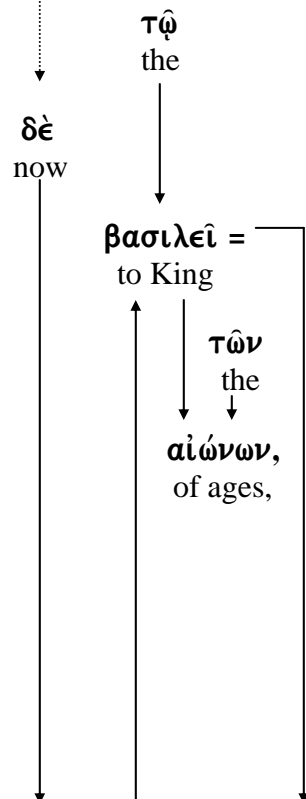 τῷ
the
δὲ
now
βασιλεῖ =
to King
τῶν
the
αἰώνων,
of ages,